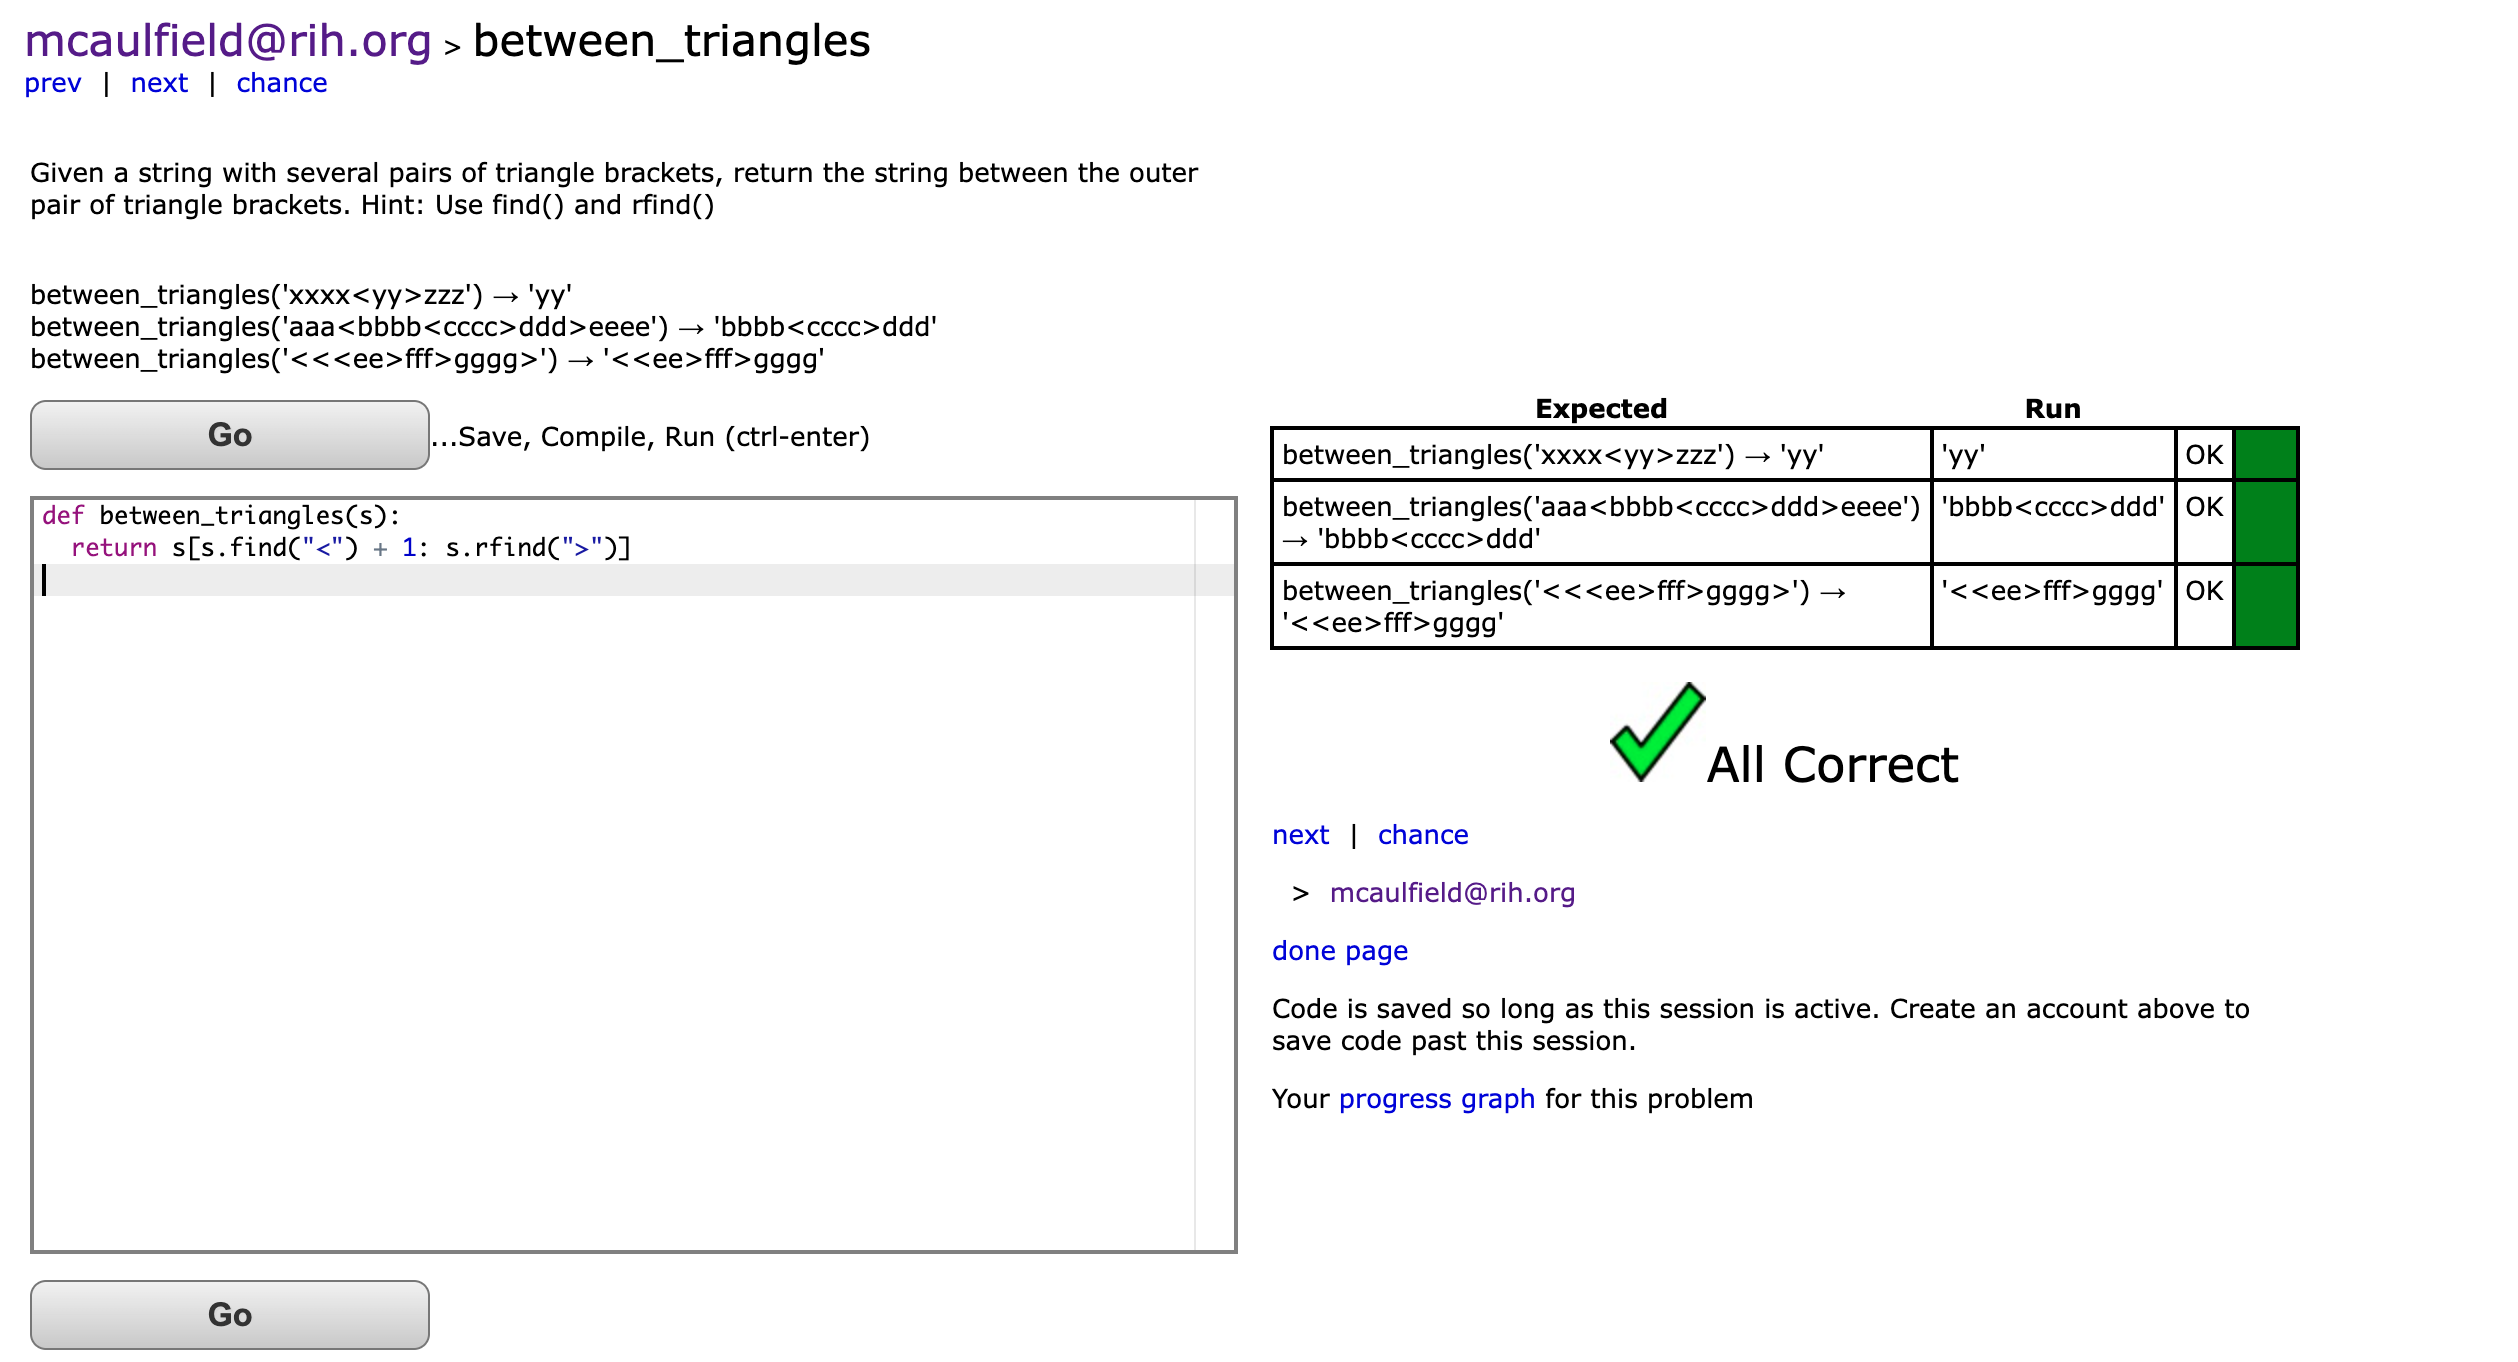 mcaulfield@rih.org > between_triangles
prev | next | chance
Given a string with several pairs of triangle brackets, return the string between the outer
pair of triangle brackets. Hint: Use find() and rfind()
between_triangles('xxxx<yy>zzz') → 'yy'
between_triangles('aaa<bbbb<cccc>ddd>eeee') → 'bbbb<cccc>ddd'
between_triangles('<<<ee>fff>gggg>') → '<<ee>fff>gggg'
Go ...Save, Compile, Run (ctrl-enter)
def between_triangles(s):
  return s[s.find("<") + 1: s.rfind(">")]
Go
Expected Run
between_triangles('xxxx<yy>zzz') → 'yy' 'yy' OK
between_triangles('aaa<bbbb<cccc>ddd>eeee') 'bbbb<cccc>ddd' OK
→ 'bbbb<cccc>ddd'
between_triangles('<<<ee>fff>gggg>') → '<<ee>fff>gggg' OK
'<<ee>fff>gggg'
All Correct
next | chance
> mcaulfield@rih.org
done page
Code is saved so long as this session is active. Create an account above to
save code past this session.
Your progress graph for this problem